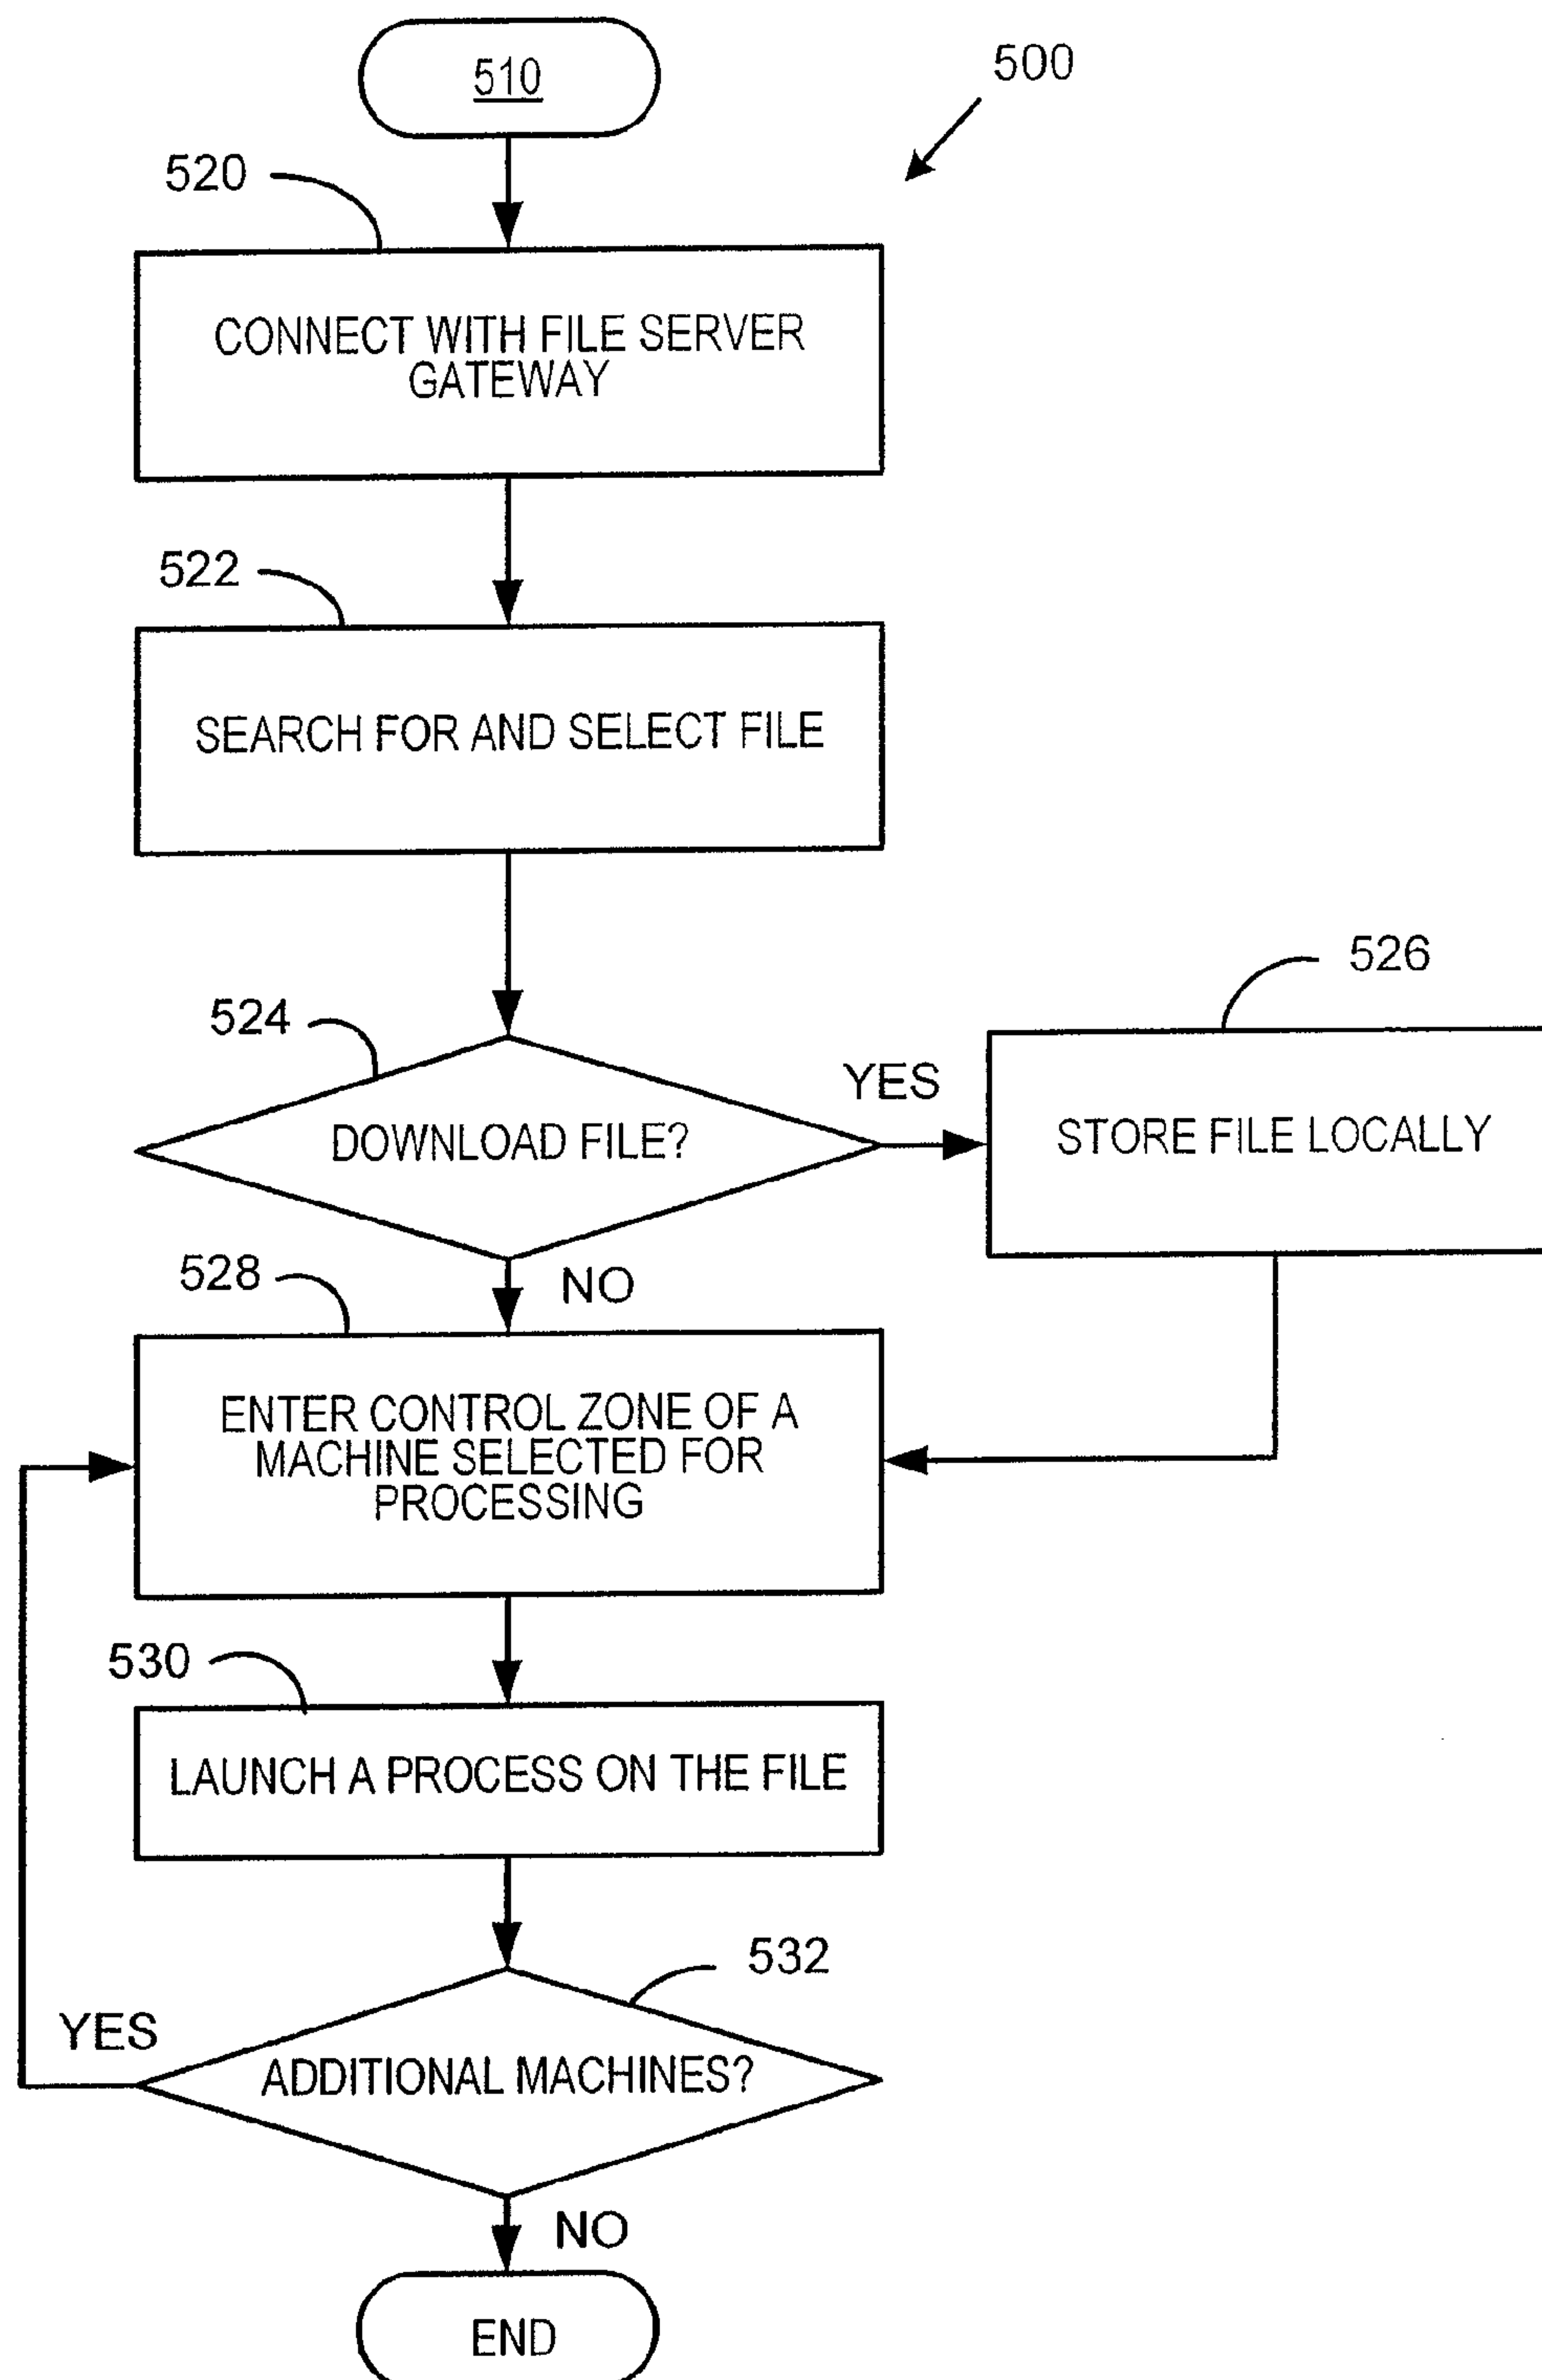 510
500
520
CONNECT WITH FILE SERVER
GATEWAY
522
SEARCH FOR AND SELECT FILE
524
526
YES
DOWNLOAD FILE?
STORE FILE LOCALLY
528
NO
ENTER CONTROL ZONE OF A
MACHINE SELECTED FOR
PROCESSING
530
LAUNCH A PROCESS ON THE FILE
532
YES
ADDITIONAL MACHINES?
NO
END